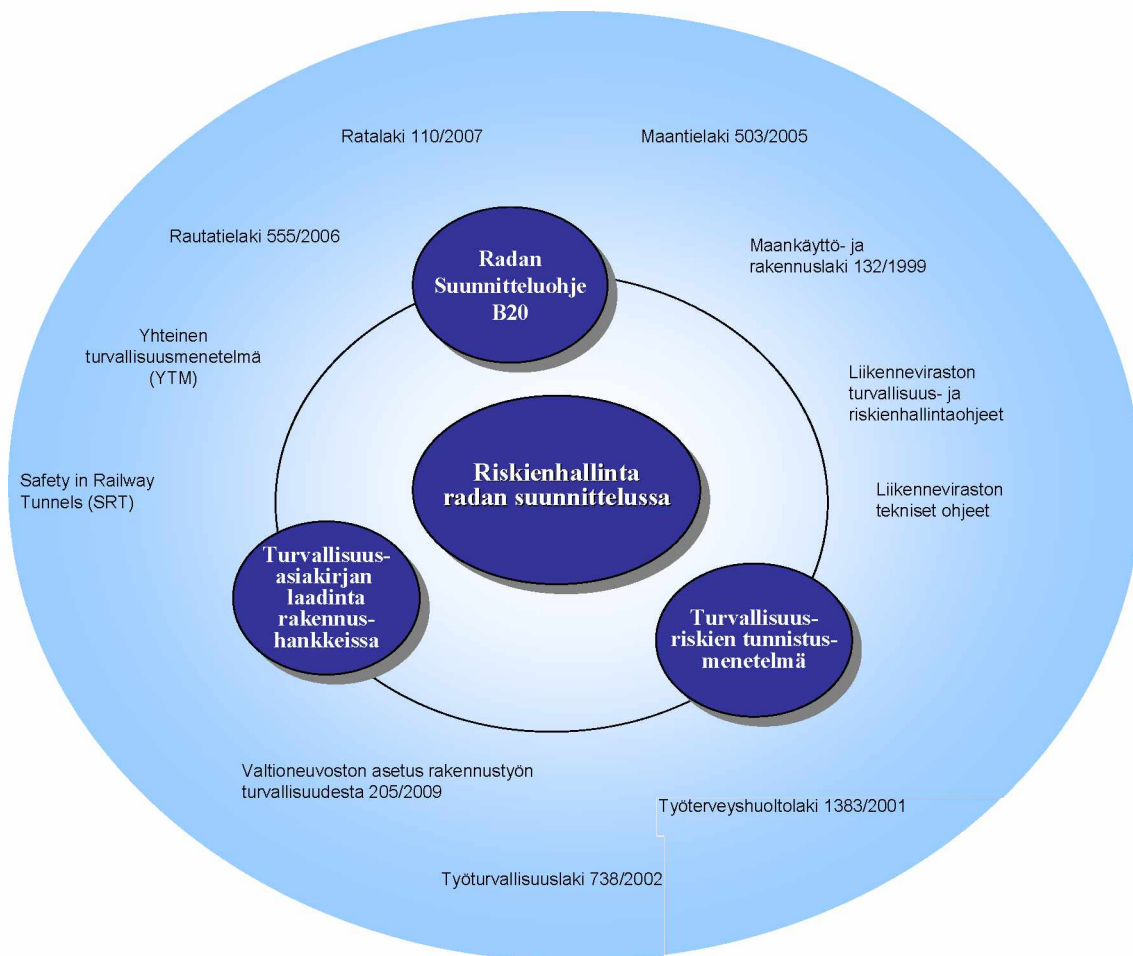 Ratalaki 110/2007
Maantielaki 503/2005
Rautatielaki 555/2006
Radan
Suunnitteluohje
B20
Maankäyttö- ja
rakennuslaki 132/1999
Yhteinen
turvallisuusmenetelmä
(YTM)
Liikenneviraston
turvallisuus- ja
riskienhallintaohjeet
Riskienhallinta
radan suunnittelussa
Safety in Railway
Tunnels (SRT)
Liikenneviraston
tekniset ohjeet
Turvallisuus-
asiakirjan
laadinta
rakennus-
hankkeissa
Turvallisuus-
riskien tunnistus-
menetelmä
Valtioneuvoston asetus rakennustyön
turvallisuudesta 205/2009
Työterveyshuoltolaki 1383/2001
Työturvallisuuslaki 738/2002